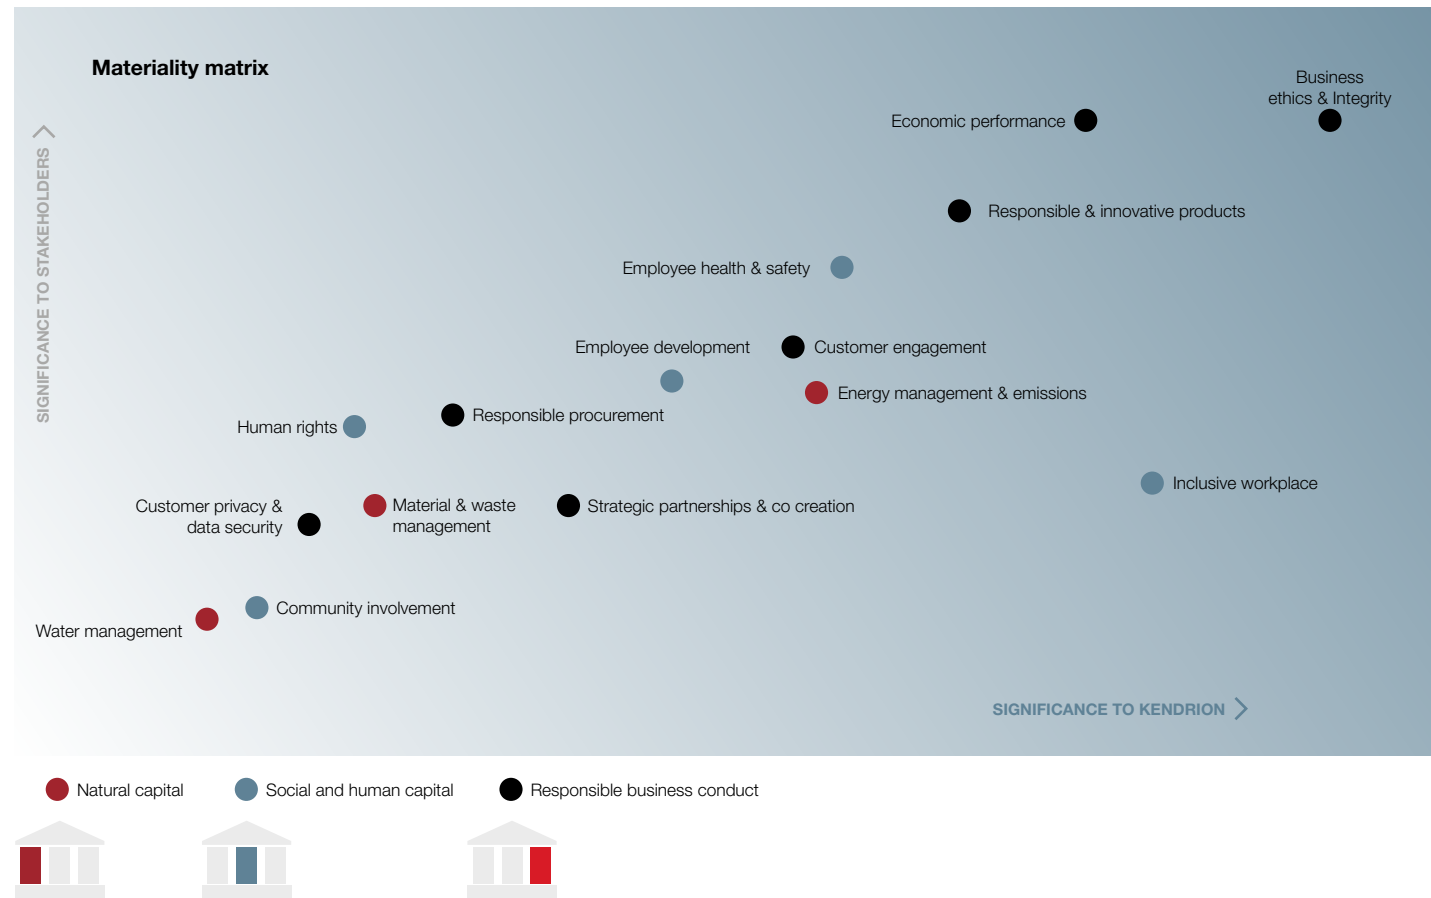 Materiality matrix
SIGNIFICANCE TO STAKEHOLDERS
Business
ethics & Integrity
Economic performance
Responsible & innovative products
Employee health & safety
Employee development
Customer engagement
Energy management & emissions
Responsible procurement
Human rights
Inclusive workplace
Customer privacy &
data security
Material & waste
management
Strategic partnerships & co creation
Community involvement
Water management
SIGNIFICANCE TO KENDRION
Natural capital
Social and human capital
Responsible business conduct